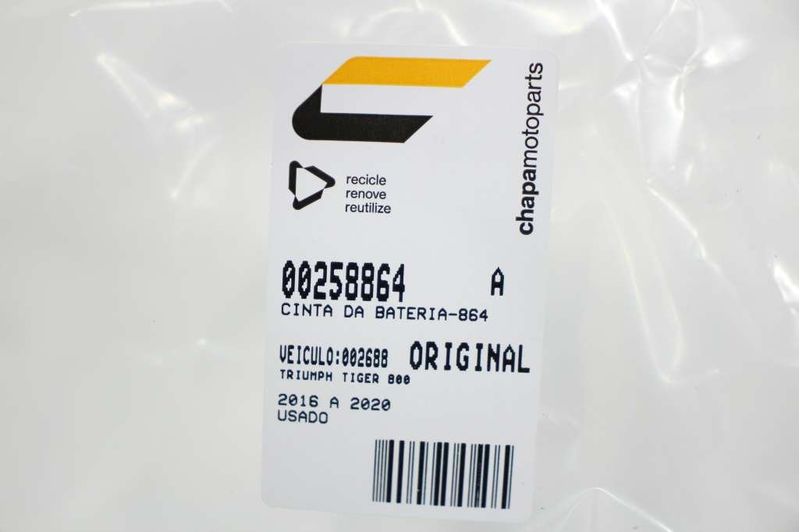 chapamotoparts
recicle
renove
reutilize
00258864 A
CINTA DA BATERIA-864
VEICULO:002688 ORIGINAL
TRIUMPH TIGER 800
2016 A 2020
USADO